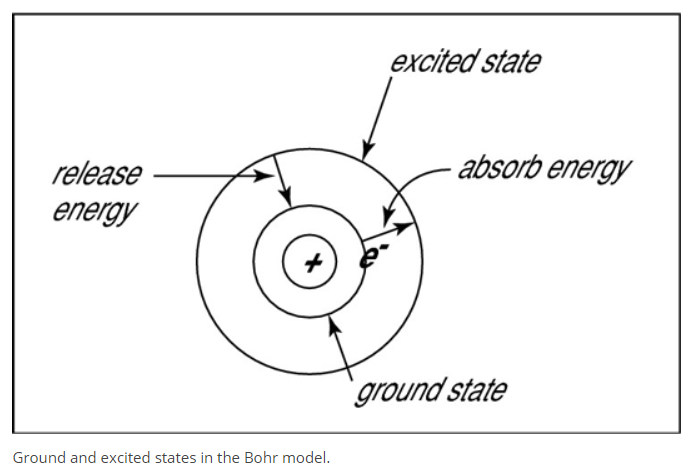 excited state
release
energy
absorb energy
+
e-
ground state
Ground and excited states in the Bohr model.